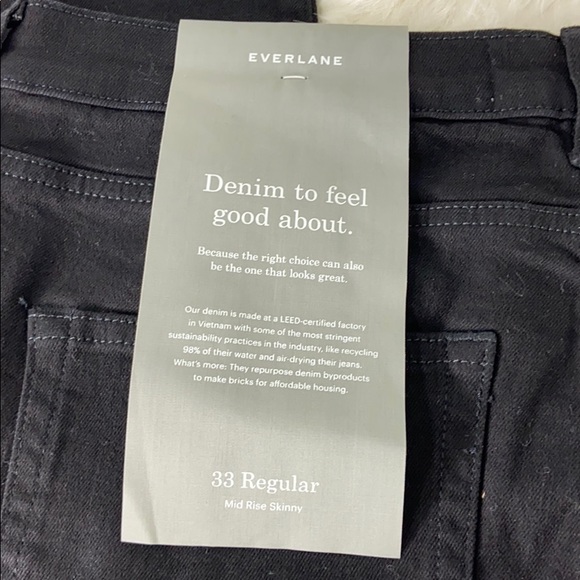 EVERLANE
Denim to feel
good about.
Because the right choice can also
be the one that looks great.
Our denim is made at a LEED-certified factory
in Vietnam with some of the most stringent
sustainability practices in the industry, like recycling
98% of their water and air-drying their jeans.
What's more: They repurpose denim byproducts
to make bricks for affordable housing.
33 Regular
Mid Rise Skinny